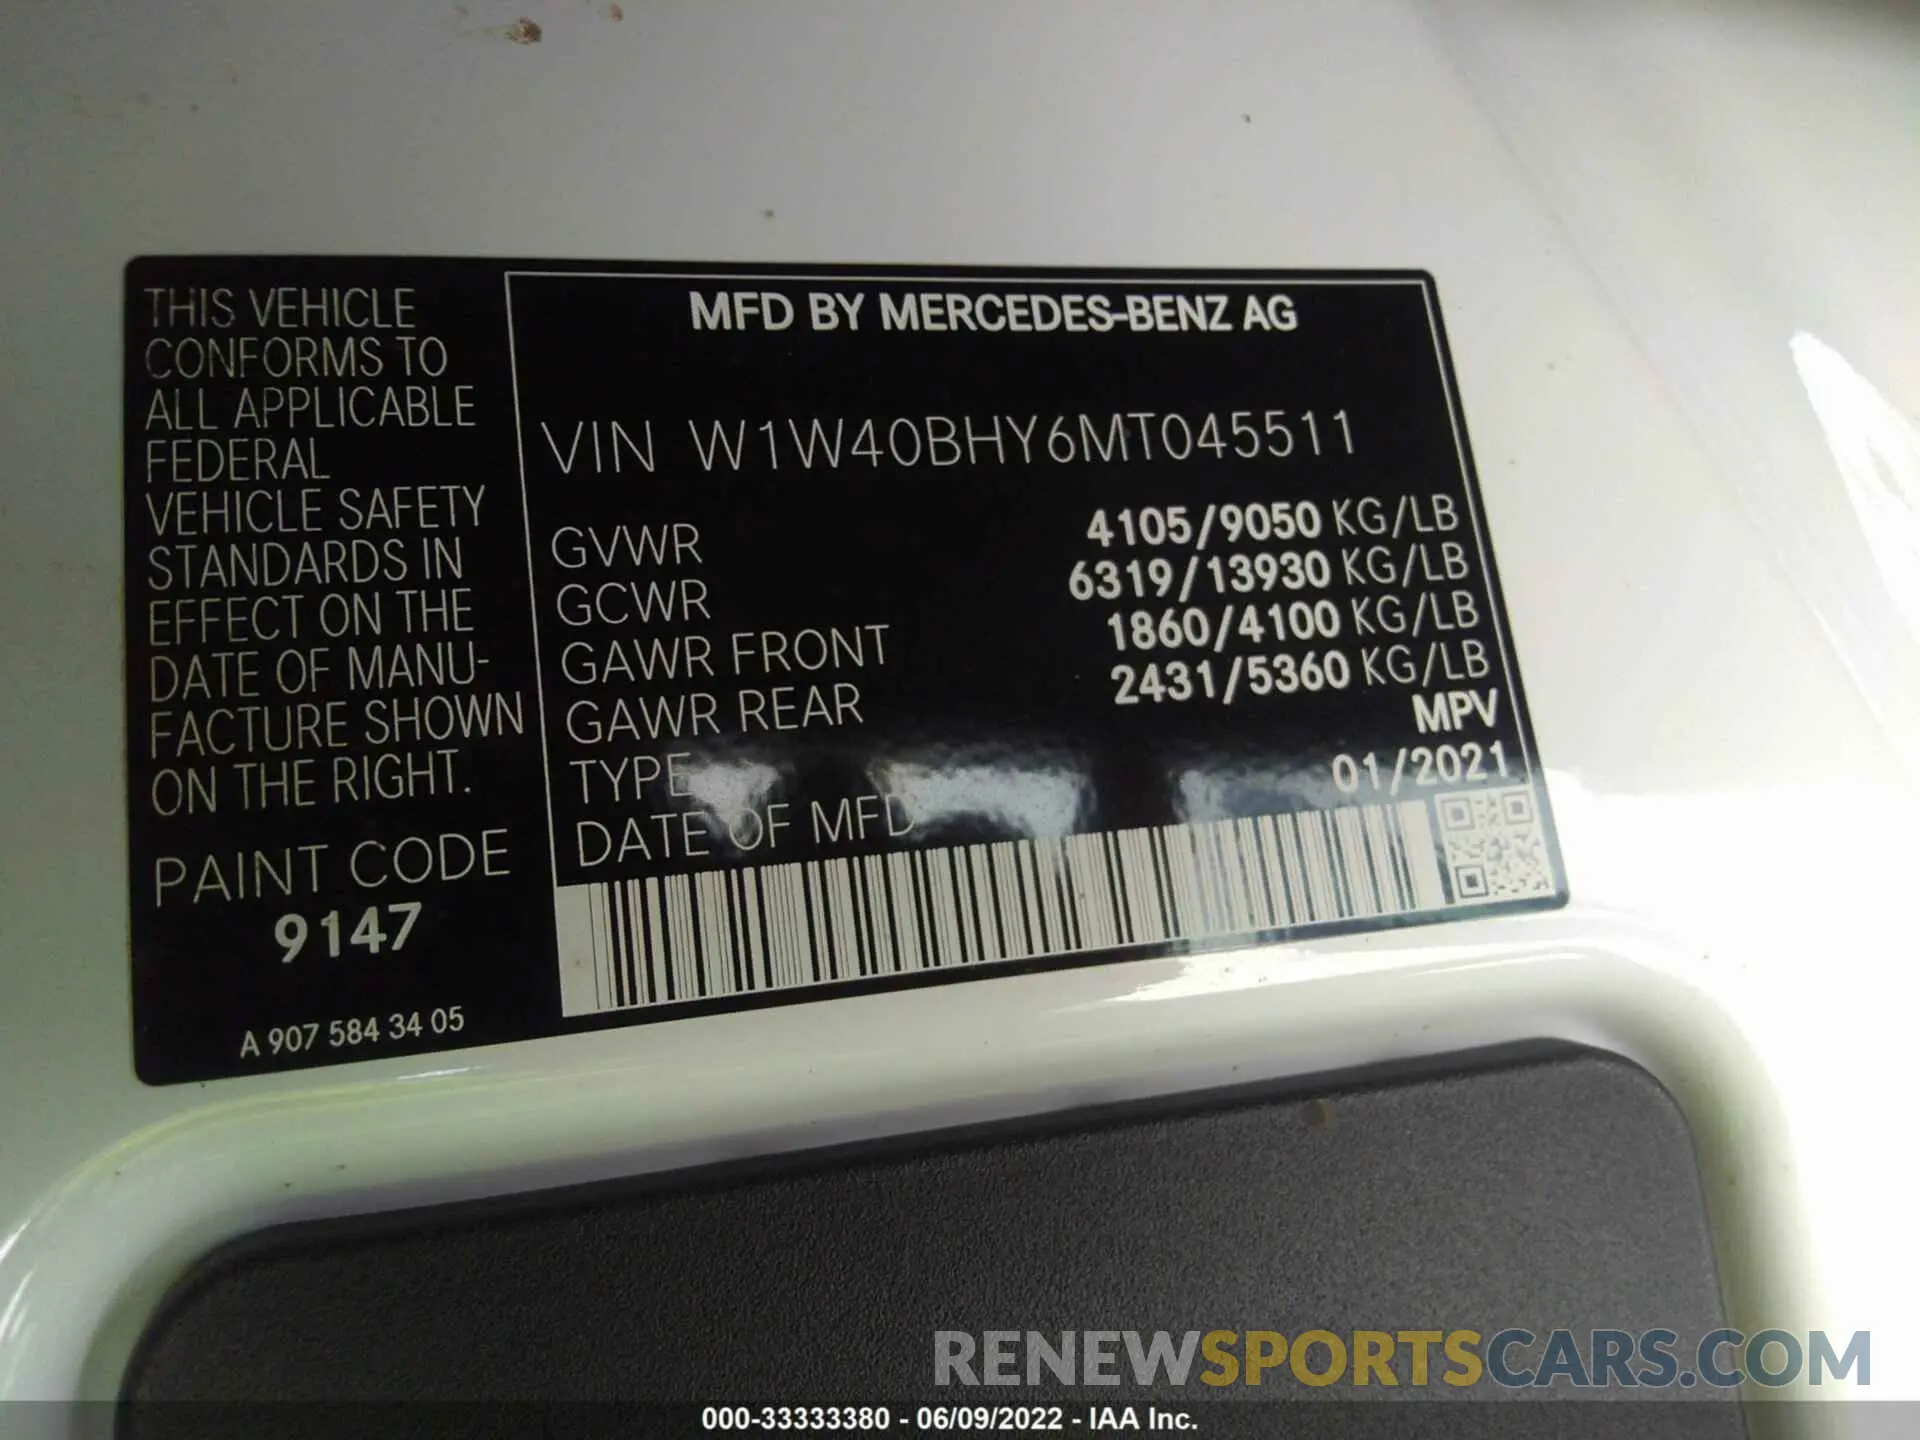 THIS VEHICLE
CONFORMS TO
ALL APPLICABLE
FEDERAL
VEHICLE SAFETY
STANDARDS IN
EFFECT ON THE
DATE OF MANU-
FACTURE SHOWN
ON THE RIGHT.
PAINT CODE
9147
A 907 584 34 05
MFD BY MERCEDES-BENZ AG
VIN W1W40BHY6MT045511
GVWR 4105/9050 KG/LB
GCWR 6319/13930 KG/LB
GAWR FRONT 1860/4100 KG/LB
GAWR REAR 2431/5360 KG/LB
TYPE MPV
DATE OF MFD 01/2021
RENEWSPORTSCARS.COM
000-33333380 - 06/09/2022 - IAA Inc.